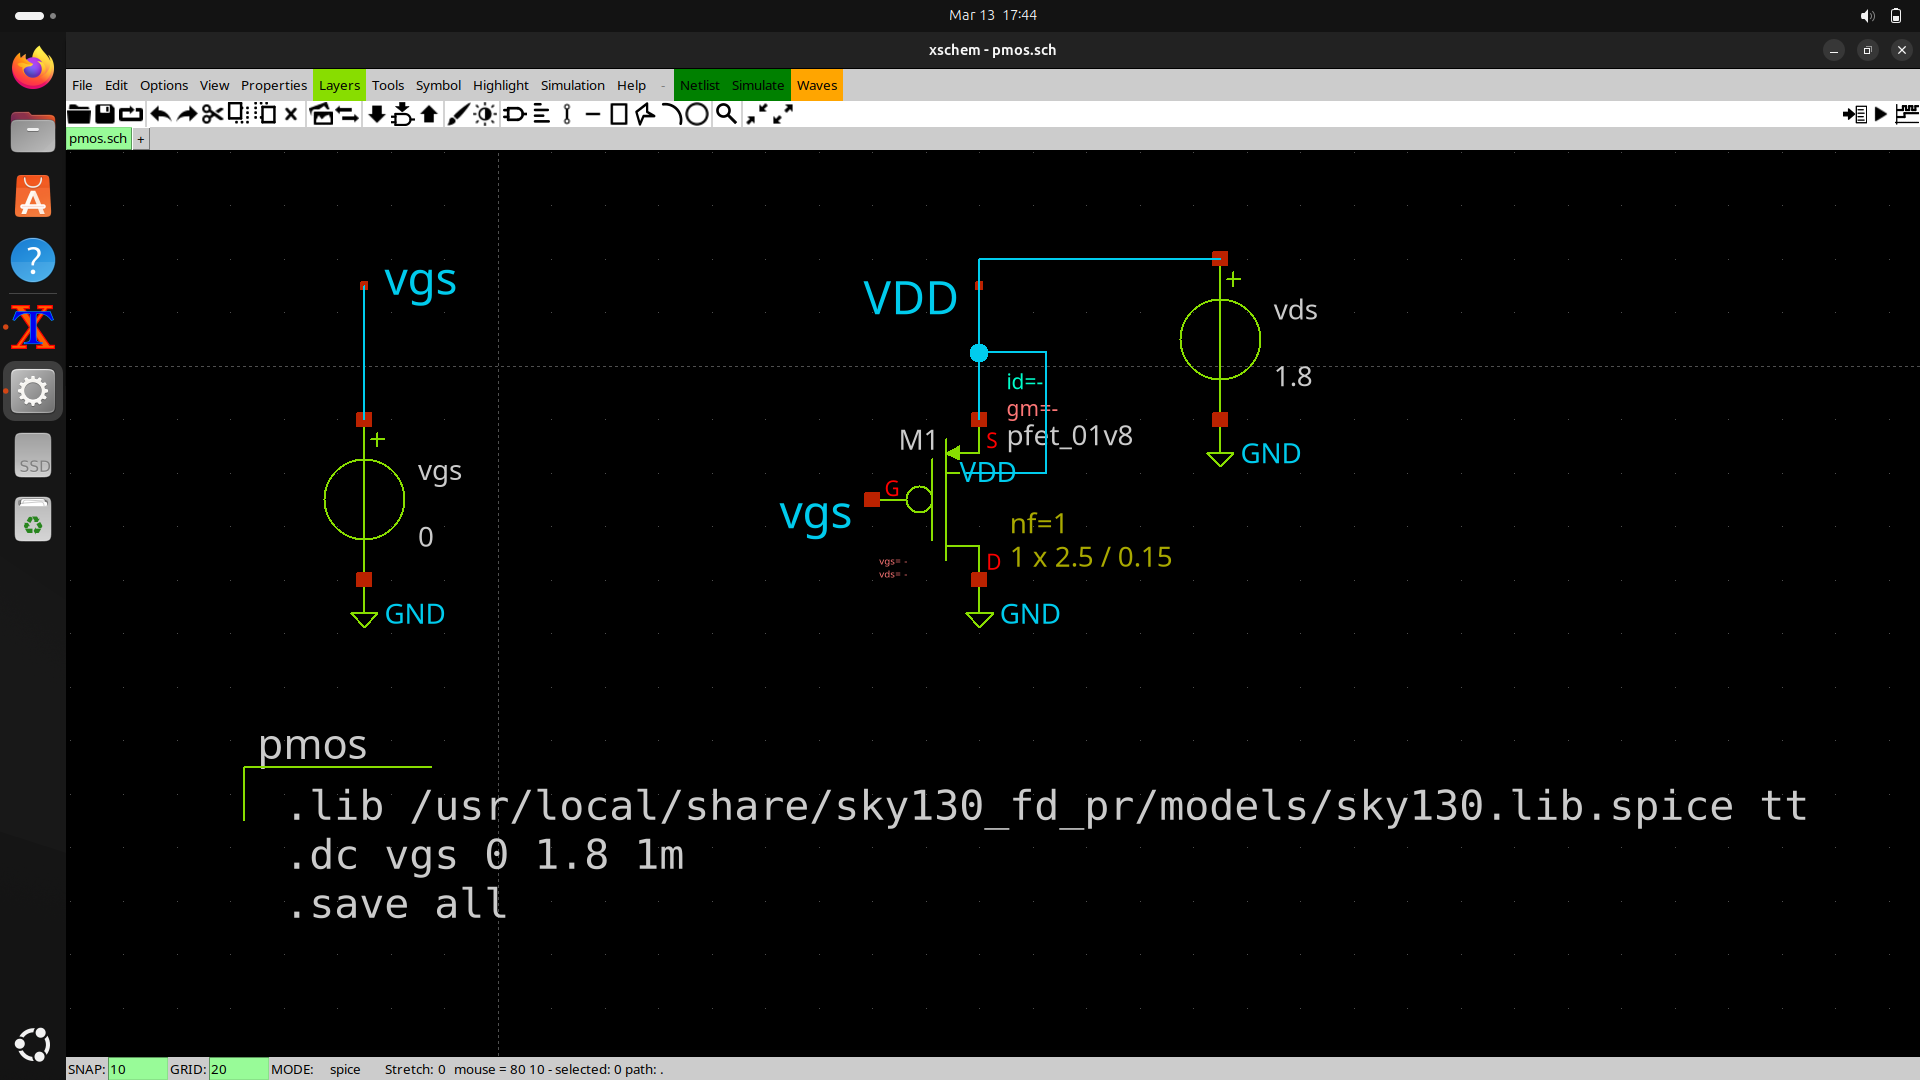 Mar 13 17:44
xschem - pmos.sch
File Edit Options View Properties Layers Tools Symbol Highlight Simulation Help - Netlist Simulate Waves
pmos.sch +
vgs
VDD
+
vds
1.8
id=-
gm=-
pfet_01v8
M1
S
VDD
GND
+
vgs
0
G
vgs
nf=1
1 x 2.5 / 0.15
D
vgs= -
vds= -
GND
GND
SSD
pmos
.lib /usr/local/share/sky130_fd_pr/models/sky130.lib.spice tt
.dc vgs 0 1.8 1m
.save all
SNAP: 10 GRID: 20 MODE: spice Stretch: 0 mouse = 80 10 - selected: 0 path: .